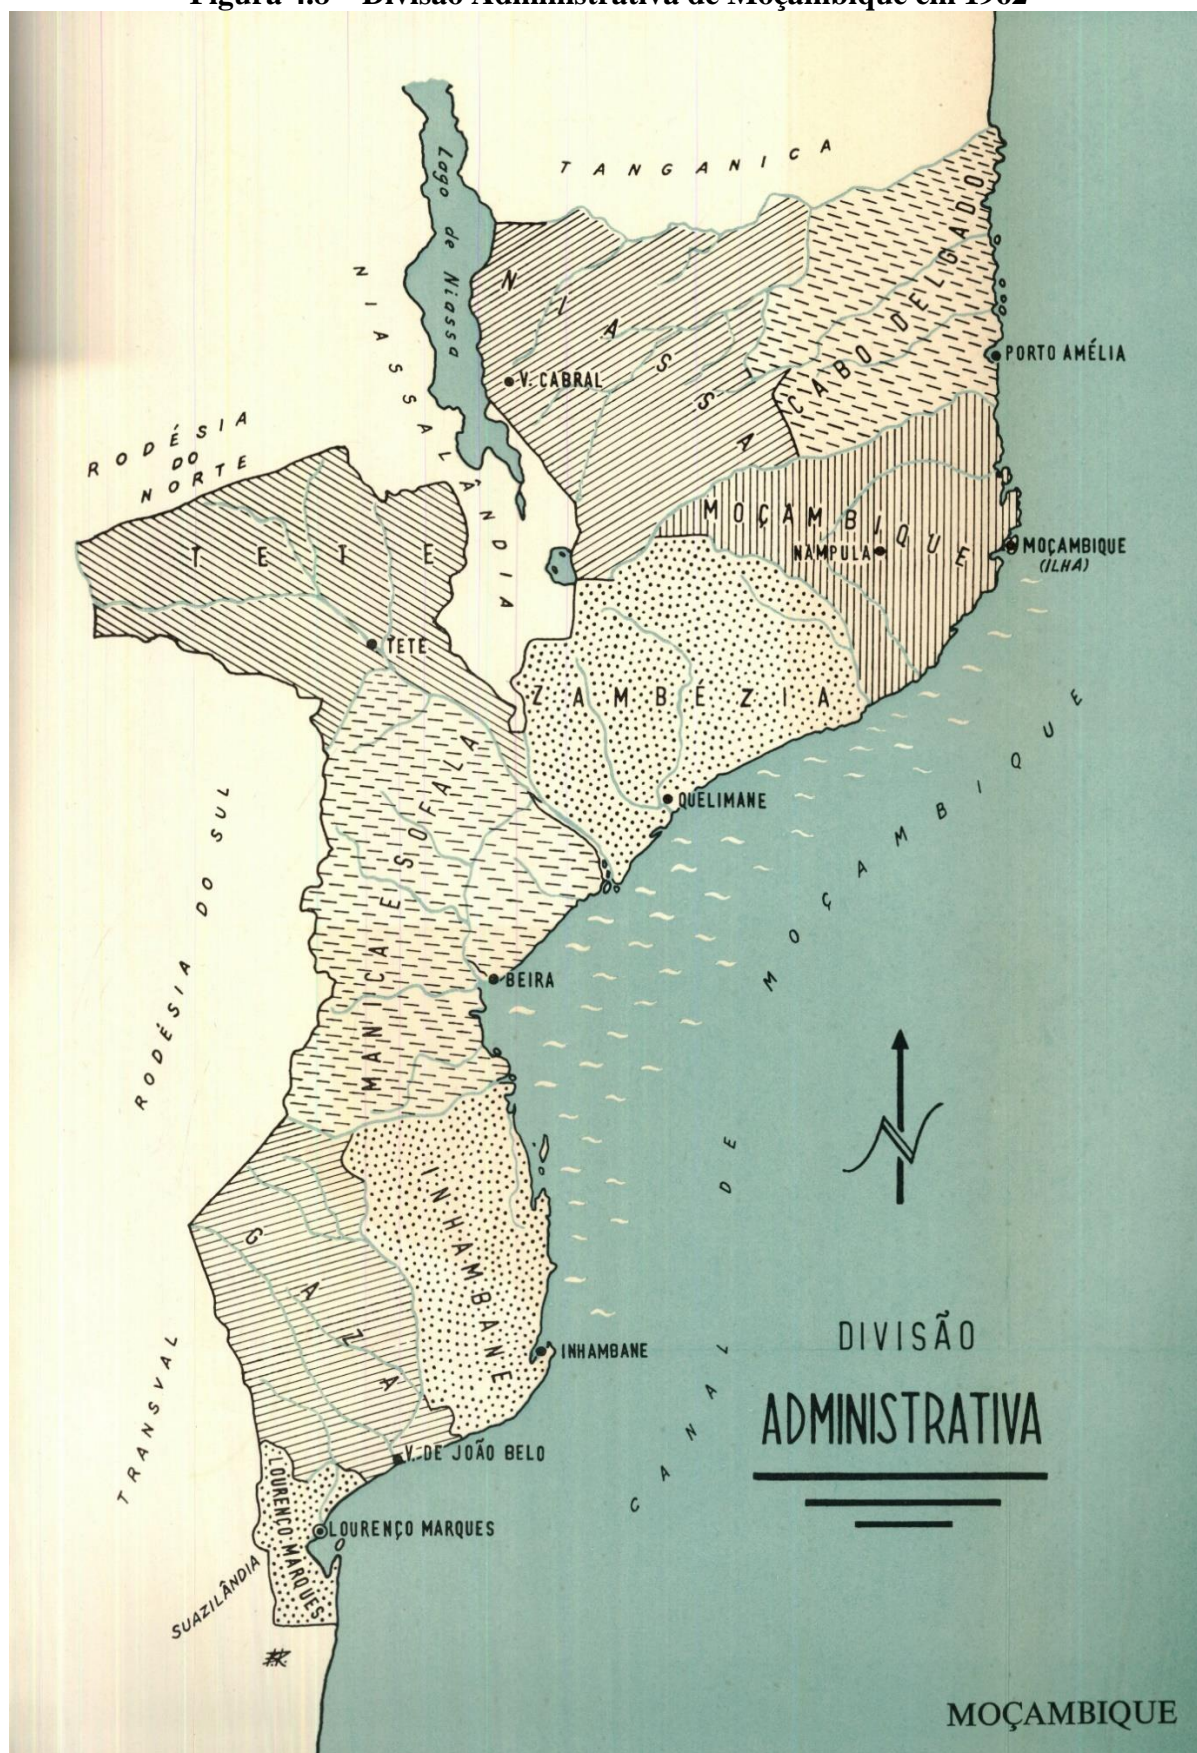 Figura 4.8 – Divisão Administrativa de Moçambique em 1962
TANGANICA
Lago de Niassa
NIASSALÂNDIA
NIASSA
CABO DELGADO
PORTO AMÉLIA
V. CABRAL
RODÉSIA
DO
NORTE
TETE
MOÇAMBIQUE
NAMPULA
MOÇAMBIQUE
(ILHA)
TETE
ZAMBÉZIA
QUELIMANE
MANICA E SOFALIA
BEIRA
RODÉSIA DO SUL
CANAL DE MOÇAMBIQUE
N
INHAMBANE
GAZA
INHAMBANE
DIVISÃO
ADMINISTRATIVA
TRANSVAL
V. DE JOÃO BELO
LOURENÇO MARQUES
LOURENÇO MARQUES
SUAZILÂNDIA
MOÇAMBIQUE